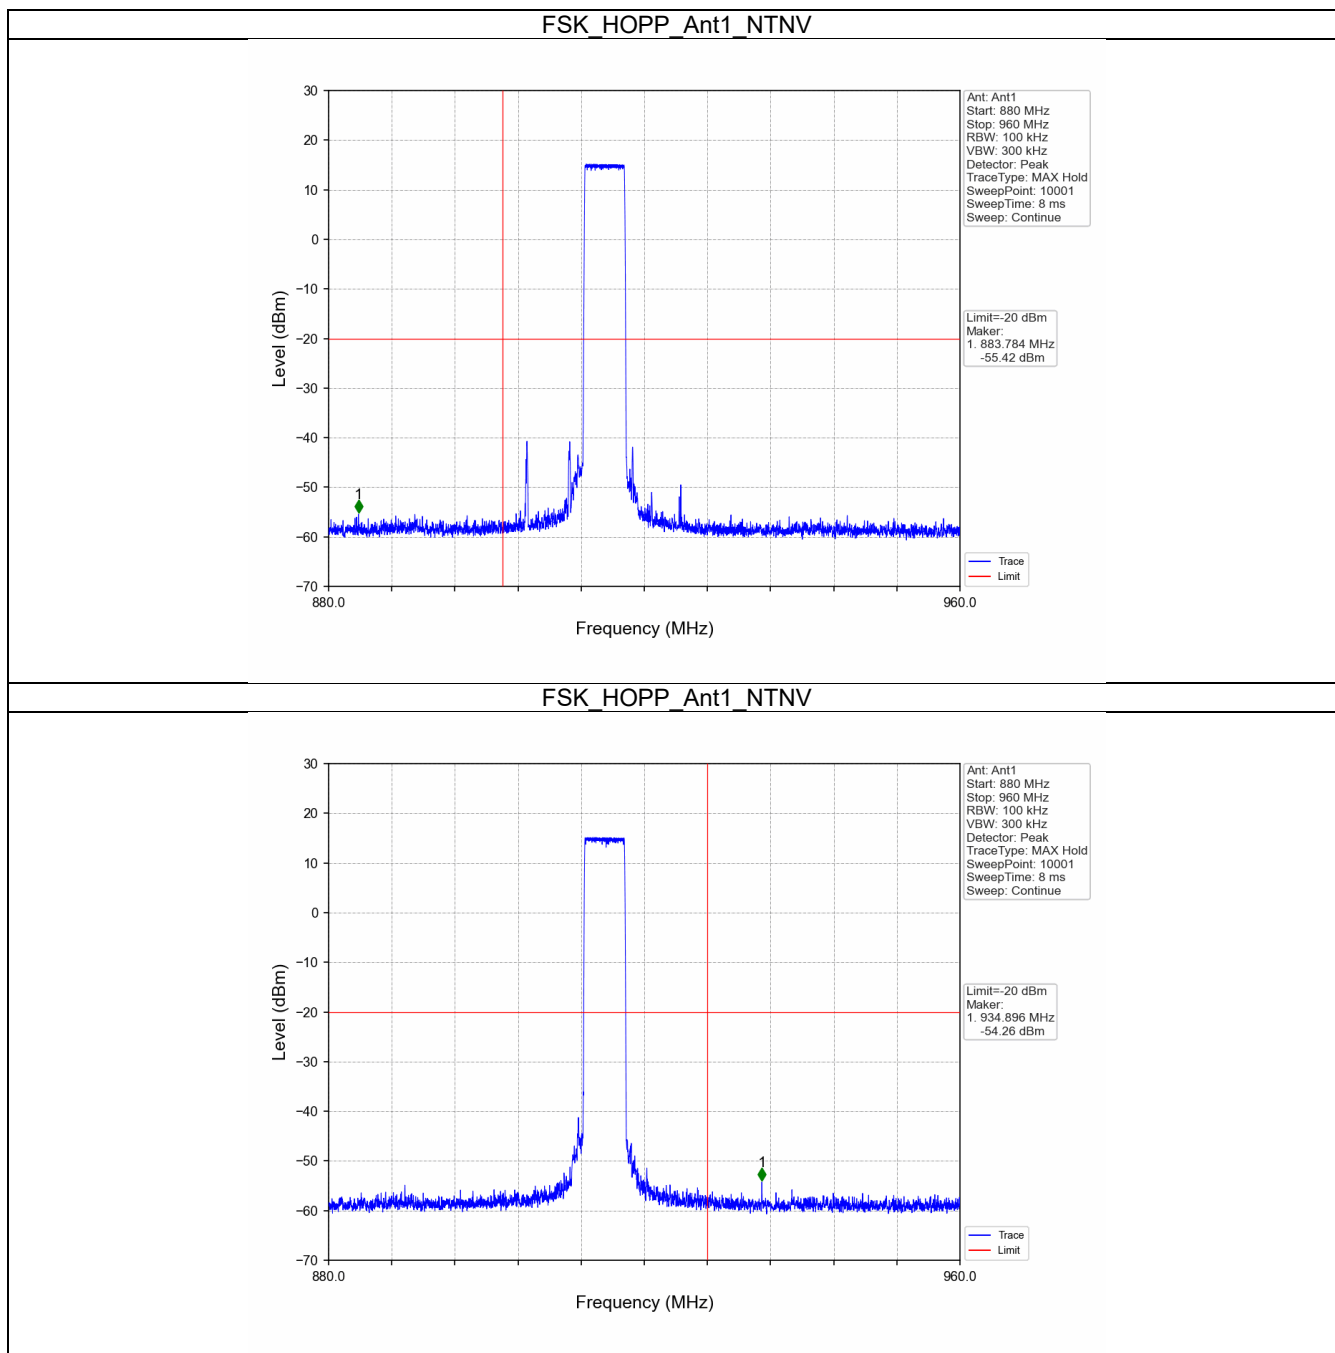 FSK_HOPP_Ant1_NTNV
30
20
10
0
−10
−20
−30
−40
−50
−60
−70
Level (dBm)
1
880.0
960.0
Frequency (MHz)
Ant: Ant1
Start: 880 MHz
Stop: 960 MHz
RBW: 100 kHz
VBW: 300 kHz
Detector: Peak
TraceType: MAX Hold
SweepPoint: 10001
SweepTime: 8 ms
Sweep: Continue
Limit=-20 dBm
Maker:
1. 883.784 MHz
-55.42 dBm
Trace
Limit
FSK_HOPP_Ant1_NTNV
30
20
10
0
−10
−20
−30
−40
−50
−60
−70
Level (dBm)
1
880.0
960.0
Frequency (MHz)
Ant: Ant1
Start: 880 MHz
Stop: 960 MHz
RBW: 100 kHz
VBW: 300 kHz
Detector: Peak
TraceType: MAX Hold
SweepPoint: 10001
SweepTime: 8 ms
Sweep: Continue
Limit=-20 dBm
Maker:
1. 934.896 MHz
-54.26 dBm
Trace
Limit